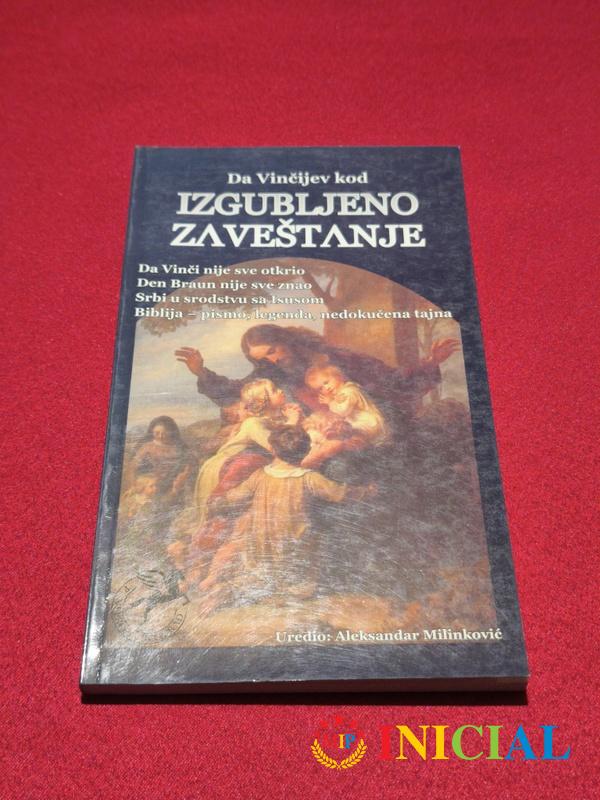 Da Vinčijev kod
IZGUBLJENO
ZAVEŠTANJE
Da Vinči nije sve otkrio
Den Braun nije sve znao
Srbi u srodstvu sa Isusom
Biblija – pismo, legenda, nedokučena tajna
Uredio: Aleksandar Milinković
IP INICIAL